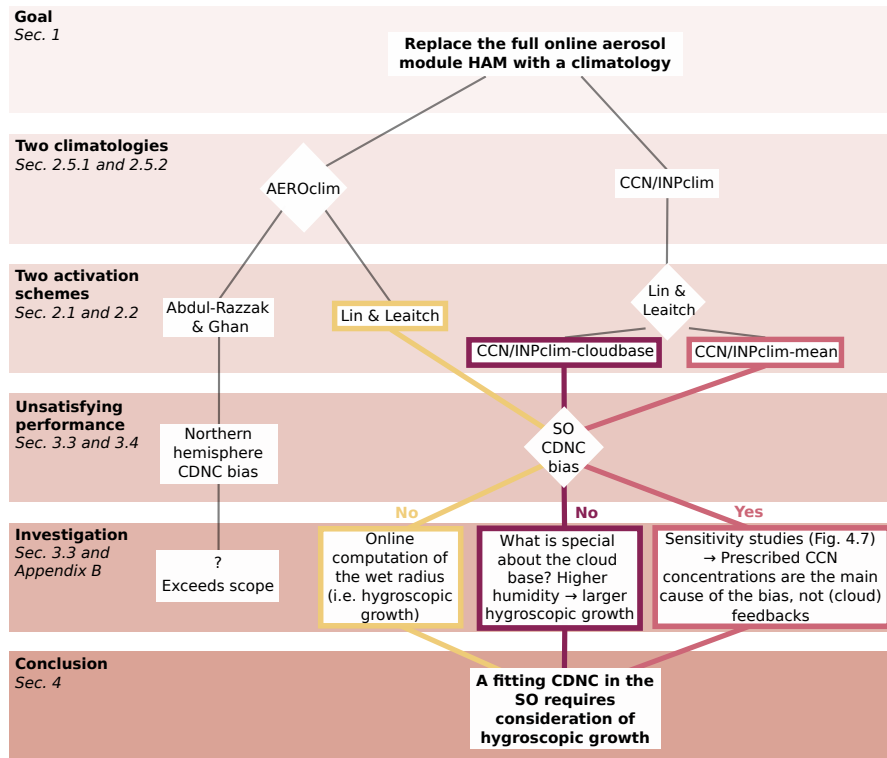 Goal
Sec. 1
Replace the full online aerosol
module HAM with a climatology
Two climatologies
Sec. 2.5.1 and 2.5.2
AEROclim
CCN/INPclim
Two activation
schemes
Sec. 2.1 and 2.2
Abdul-Razzak
& Ghan
Lin & Leaitch
Lin &
Leaitch
CCN/INPclim-cloudbase
CCN/INPclim-mean
Unsatisfying
performance
Sec. 3.3 and 3.4
Northern
hemisphere
CDNC bias
SO
CDNC
bias
No
No
Yes
Investigation
Sec. 3.3 and
Appendix B
?
Exceeds scope
Online
computation of
the wet radius
(i.e. hygroscopic
growth)
What is special
about the cloud
base? Higher
humidity → larger
hygroscopic growth
Sensitivity studies (Fig. 4.7)
→ Prescribed CCN
concentrations are the main
cause of the bias, not (cloud)
feedbacks
Conclusion
Sec. 4
A fitting CDNC in the
SO requires
consideration of
hygroscopic growth